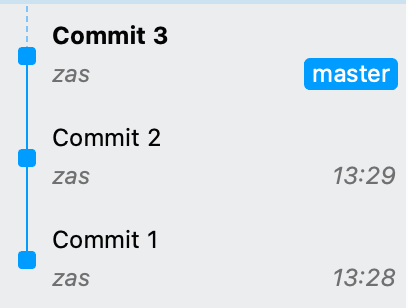 Commit 3
zas master
Commit 2
zas 13:29
Commit 1
zas 13:28